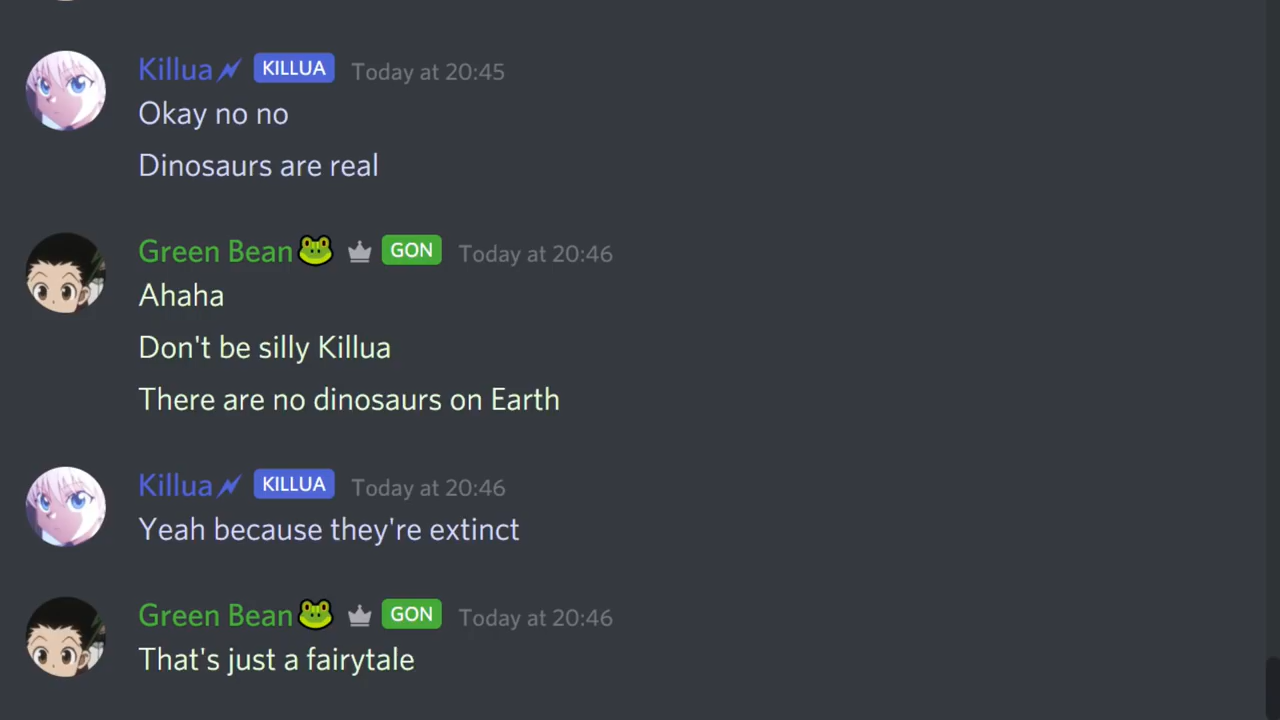 Killua KILLUA Today at 20:45
Okay no no
Dinosaurs are real
Green Bean🐸 GON Today at 20:46
Ahaha
Don't be silly Killua
There are no dinosaurs on Earth
Killua KILLUA Today at 20:46
Yeah because they're extinct
Green Bean🐸 GON Today at 20:46
That's just a fairytale